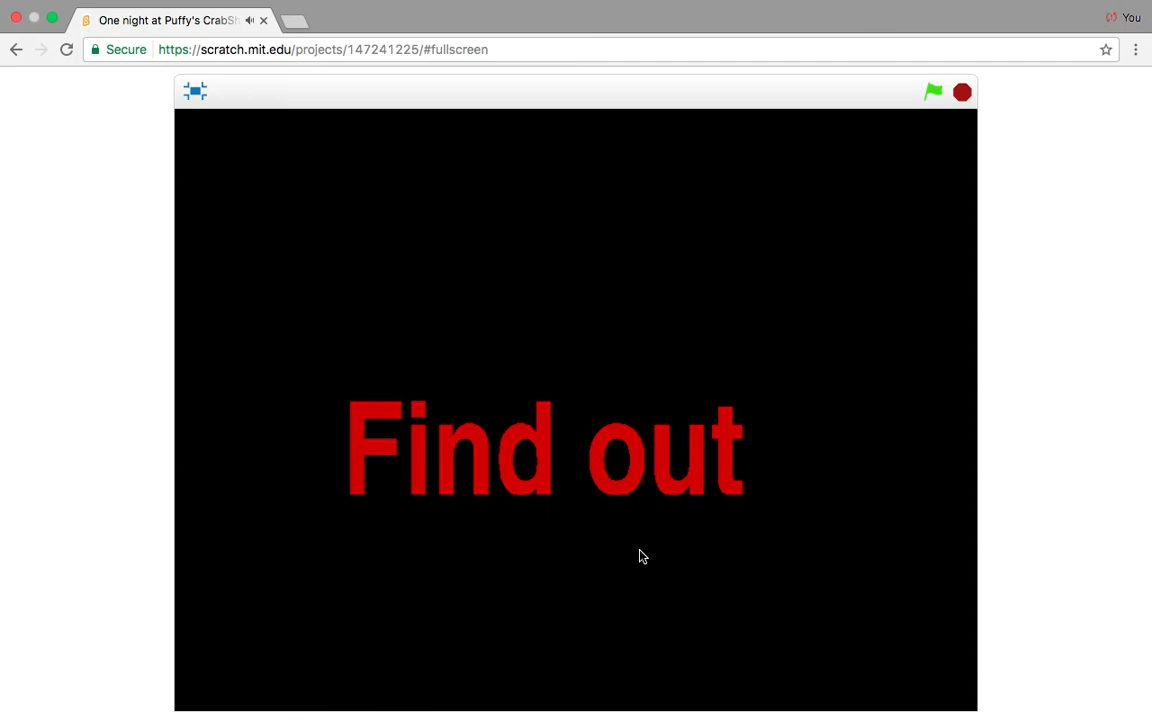 One night at Puffy's CrabSh
You
Secure https://scratch.mit.edu/projects/147241225/#fullscreen
Find out